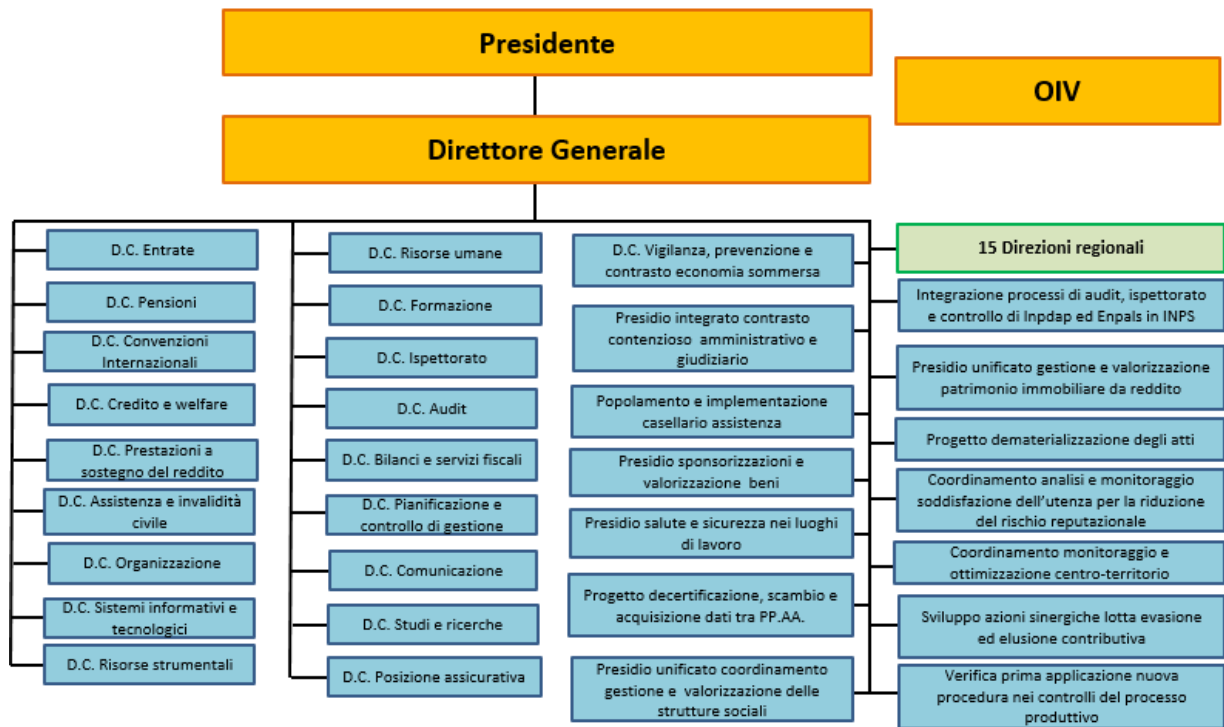 Presidente
OIV
Direttore Generale
D.C. Entrate
D.C. Pensioni
D.C. Convenzioni
Internazionali
D.C. Credito e welfare
D.C. Prestazioni a
sostegno del reddito
D.C. Assistenza e invalidità
civile
D.C. Organizzazione
D.C. Sistemi informativi e
tecnologici
D.C. Risorse strumentali
D.C. Risorse umane
D.C. Formazione
D.C. Ispettorato
D.C. Audit
D.C. Bilanci e servizi fiscali
D.C. Pianificazione e
controllo di gestione
D.C. Comunicazione
D.C. Studi e ricerche
D.C. Posizione assicurativa
D.C. Vigilanza, prevenzione e
contrasto economia sommersa
Presidio integrato contrasto
contenzioso amministrativo e
giudiziario
Popolamento e implementazione
casellario assistenza
Presidio sponsorizzazioni e
valorizzazione beni
Presidio salute e sicurezza nei luoghi
di lavoro
Progetto decertificazione, scambio e
acquisizione dati tra PP.AA.
Presidio unificato coordinamento
gestione e valorizzazione delle
strutture sociali
15 Direzioni regionali
Integrazione processi di audit, ispettorato
e controllo di Inpdap ed Enpals in INPS
Presidio unificato gestione e valorizzazione
patrimonio immobiliare da reddito
Progetto dematerializzazione degli atti
Coordinamento analisi e monitoraggio
soddisfazione dell'utenza per la riduzione
del rischio reputazionale
Coordinamento monitoraggio e
ottimizzazione centro-territorio
Sviluppo azioni sinergiche lotta evasione
ed elusione contributiva
Verifica prima applicazione nuova
procedura nei controlli del processo
produttivo